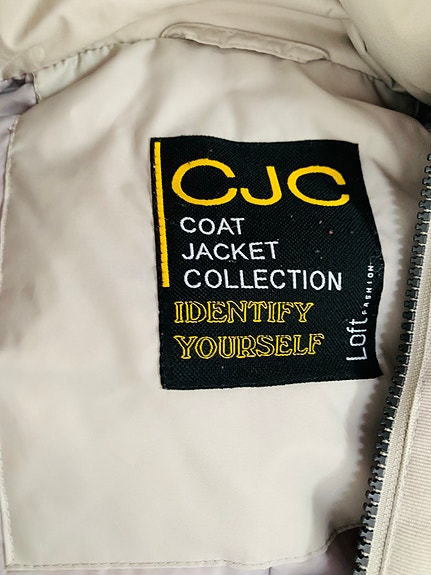 CJC
COAT
JACKET
COLLECTION
IDENTIFY
YOURSELF
Loft FASHION